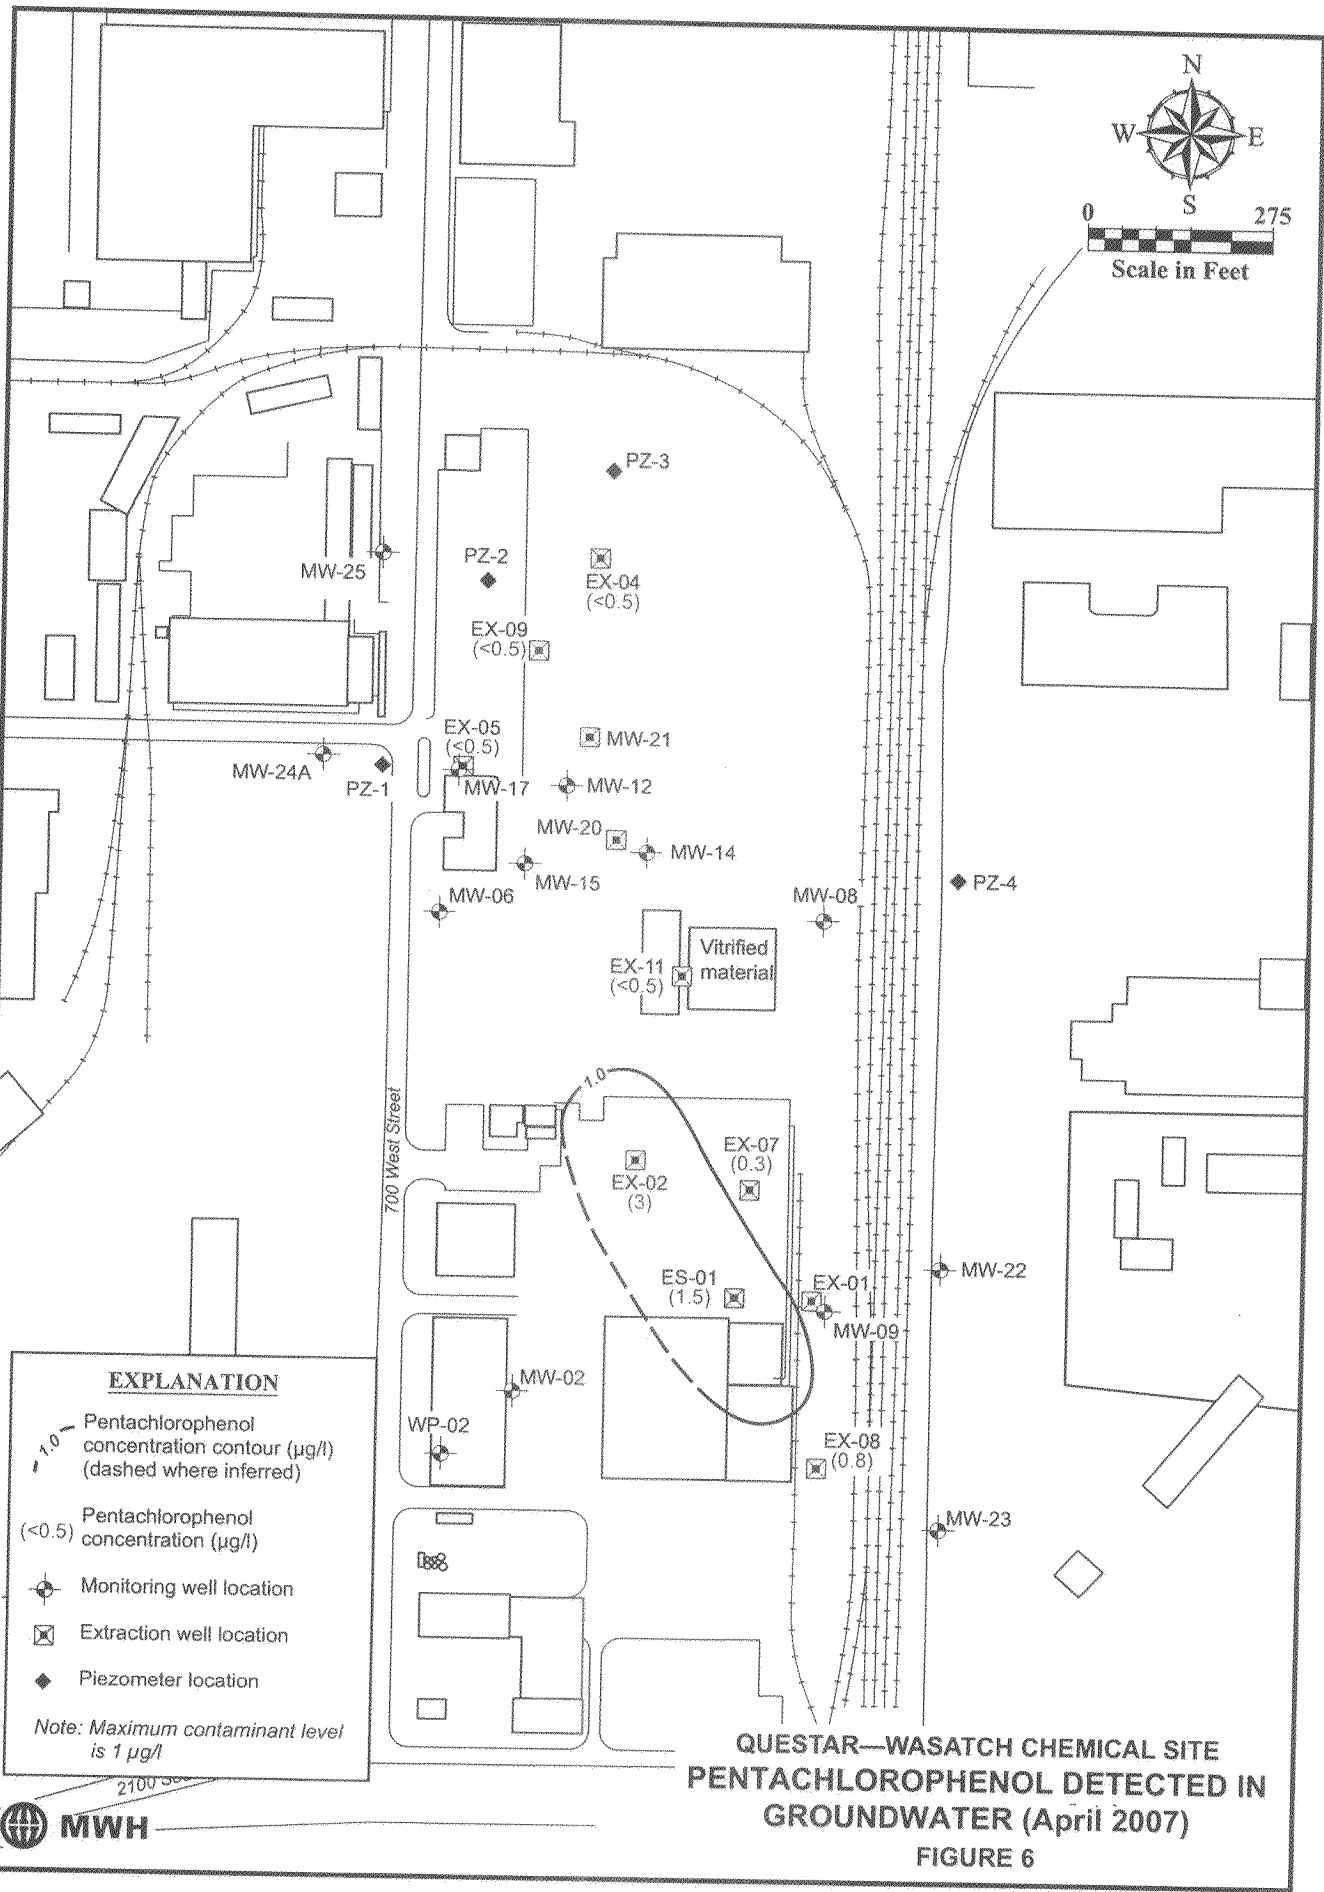 N
W
E
S
0
275
Scale in Feet
PZ-3
PZ-2
MW-25
EX-04
(<0.5)
EX-09
(<0.5)
EX-05
(<0.5)
MW-21
MW-24A
PZ-1
MW-17
MW-12
MW-20
MW-14
MW-15
MW-06
MW-08
PZ-4
Vitrified
material
EX-11
(<0.5)
1.0
700 West Street
EX-07
(0.3)
EX-02
(3)
ES-01
(1.5)
EX-01
MW-09
MW-22
MW-02
WP-02
EX-08
(0.8)
MW-23
EXPLANATION
1.0
Pentachlorophenol
concentration contour (µg/l)
(dashed where inferred)
(<0.5)
Pentachlorophenol
concentration (µg/l)
Monitoring well location
Extraction well location
Piezometer location
Note: Maximum contaminant level
is 1 µg/l
2100
MWH
QUESTAR—WASATCH CHEMICAL SITE
PENTACHLOROPHENOL DETECTED IN
GROUNDWATER (April 2007)
FIGURE 6